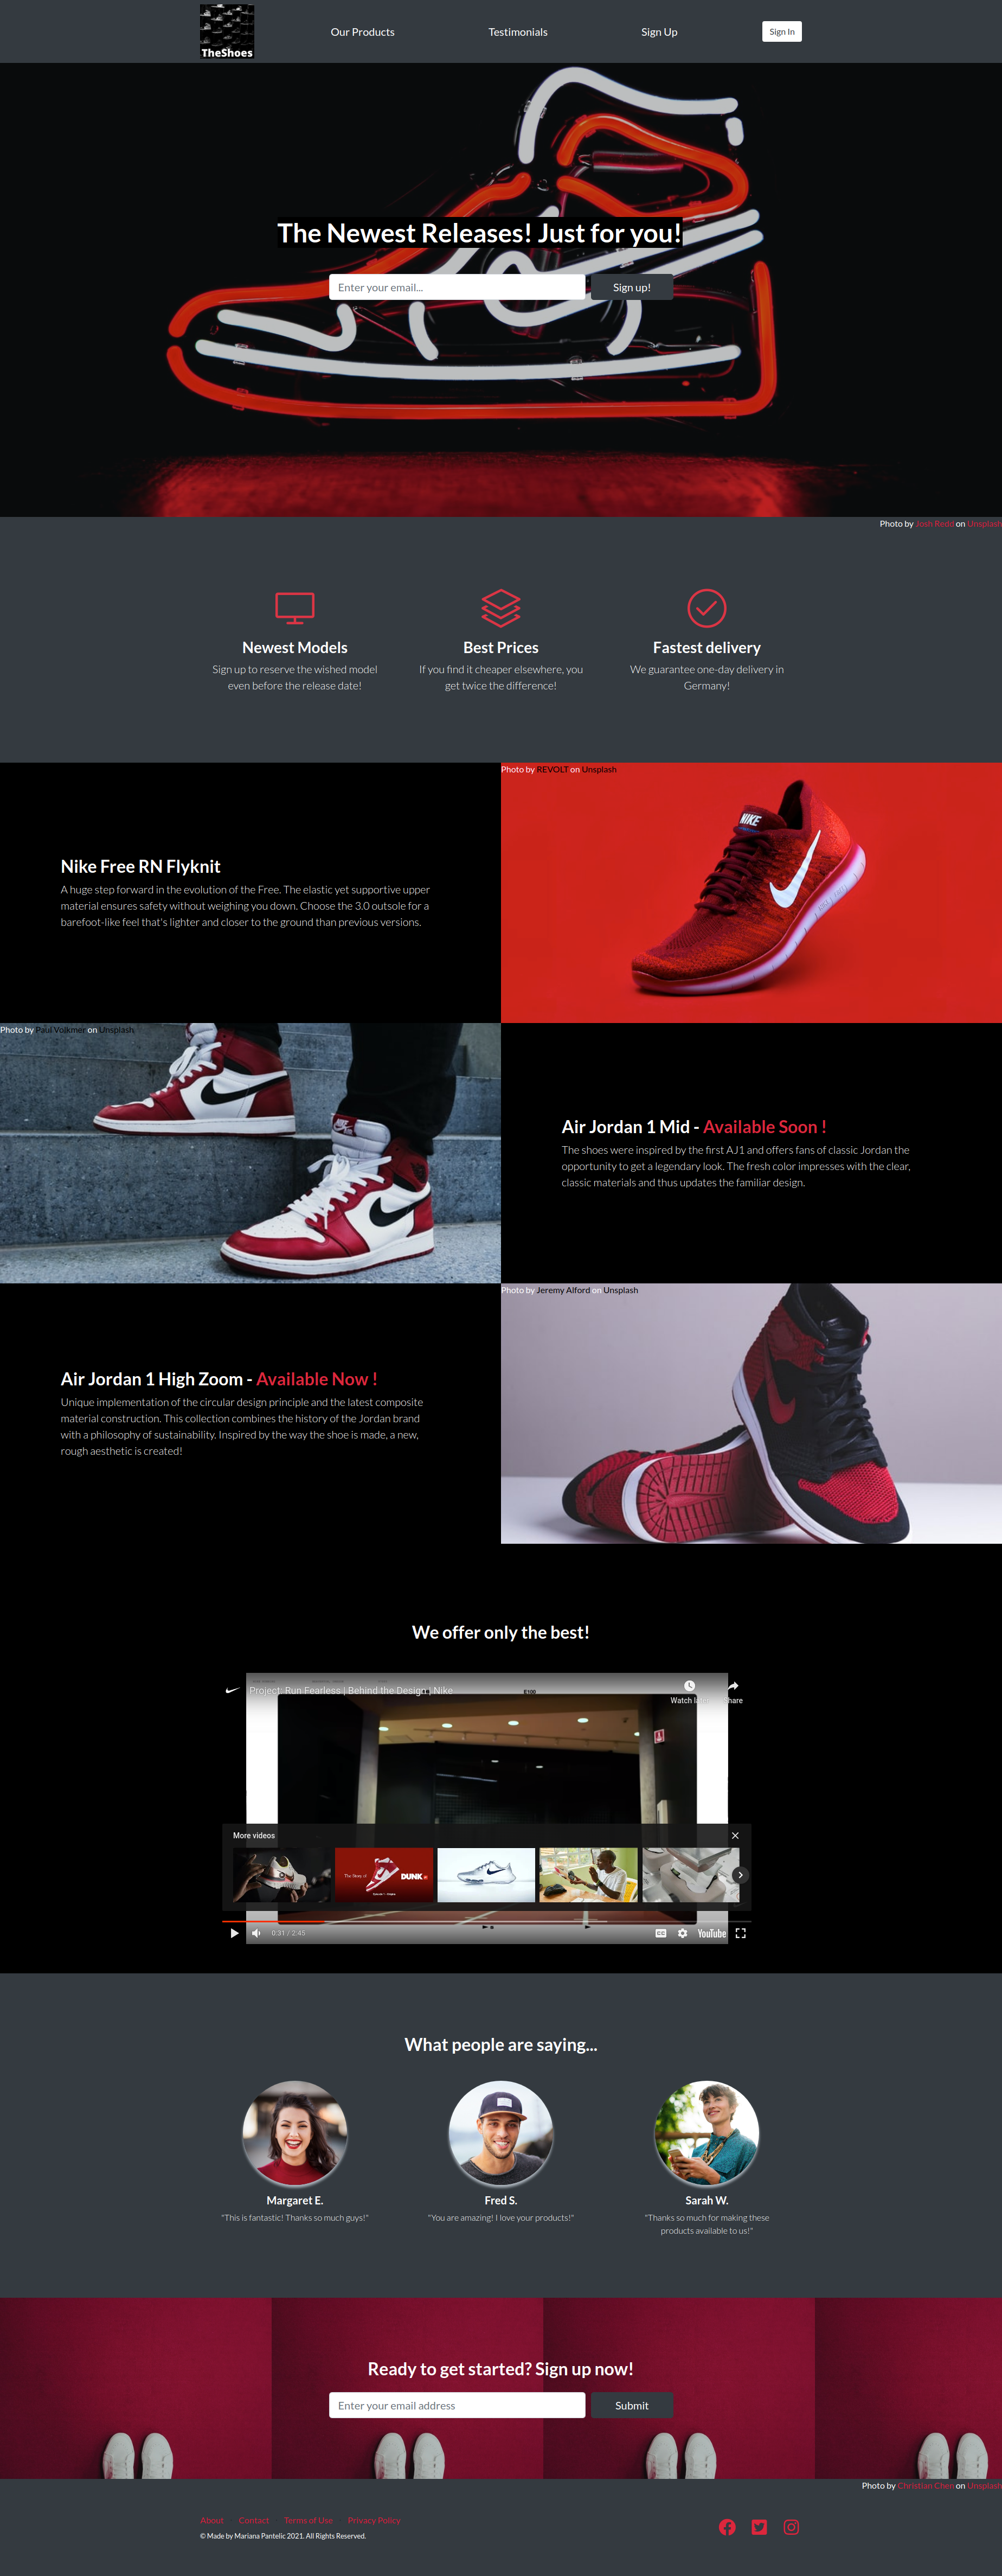 TheShoes
Our Products
Testimonials
Sign Up
Sign In
The Newest Releases! Just for you!
Enter your email...
Sign up!
Photo by Josh Redd on Unsplash
Newest Models
Sign up to reserve the wished model
even before the release date!
Best Prices
If you find it cheaper elsewhere, you
get twice the difference!
Fastest delivery
We guarantee one-day delivery in
Germany!
Nike Free RN Flyknit
A huge step forward in the evolution of the Free. The elastic yet supportive upper
material ensures safety without weighing you down. Choose the 3.0 outsole for a
barefoot-like feel that's lighter and closer to the ground than previous versions.
Photo by REVOLT on Unsplash
NIKE
Photo by Paul Volkmer on Unsplash
Air Jordan 1 Mid - Available Soon !
The shoes were inspired by the first AJ1 and offers fans of classic Jordan the
opportunity to get a legendary look. The fresh color impresses with the clear,
classic materials and thus updates the familiar design.
Air Jordan 1 High Zoom - Available Now !
Unique implementation of the circular design principle and the latest composite
material construction. This collection combines the history of the Jordan brand
with a philosophy of sustainability. Inspired by the way the shoe is made, a new,
rough aesthetic is created!
Photo by Jeremy Alford on Unsplash
We offer only the best!
Project: Run Fearless | Behind the Design | Nike
E100
Watch later
Share
More videos
The Story of
DUNK
0:31 / 2:45
CC
YouTube
What people are saying...
Margaret E.
"This is fantastic! Thanks so much guys!"
Fred S.
"You are amazing! I love your products!"
Sarah W.
"Thanks so much for making these
products available to us!"
Ready to get started? Sign up now!
Enter your email address
Submit
Photo by Christian Chen on Unsplash
About
Contact
Terms of Use
Privacy Policy
© Made by Mariana Pantelic 2021. All Rights Reserved.